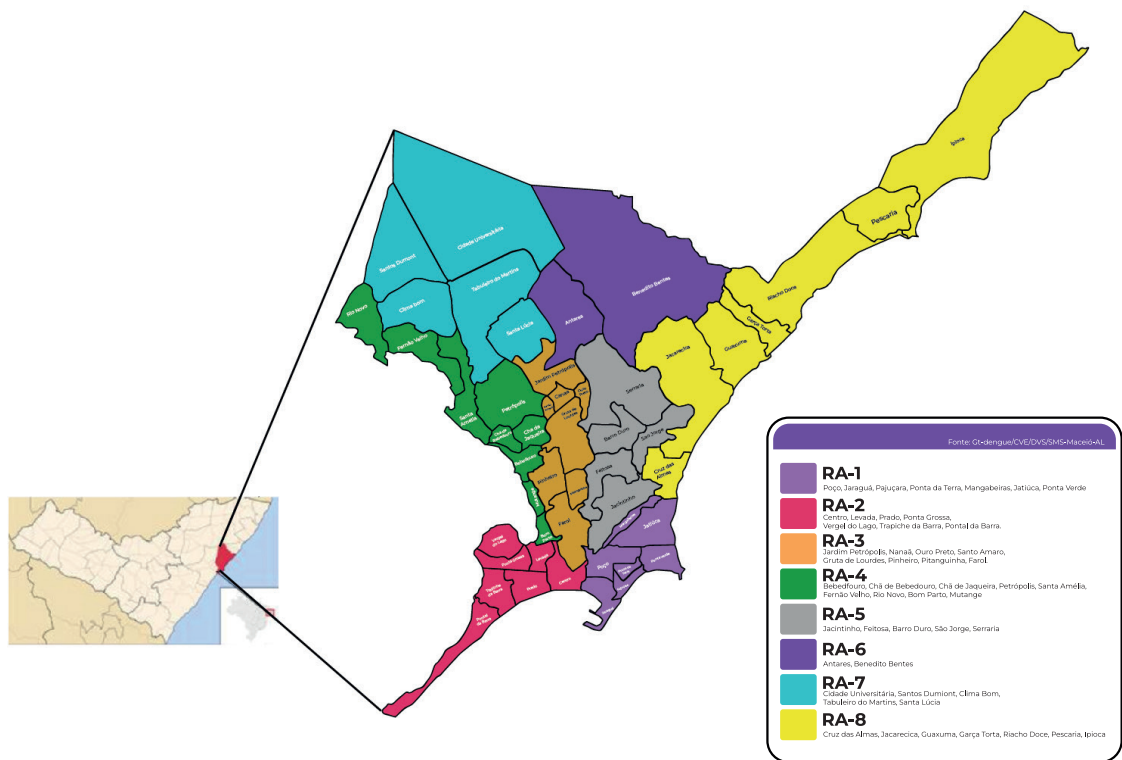 Ipioca
Pelicaria
Riacho Doce
Garça Torta
Guaxuma
Jacarecica
Cidade Universitária
Santos Dumont
Tabuleiro do Martins
Clima bom
Santa Lúcia
Benedito Bentes
Antares
Rio Novo
Fernão Velho
Jardim Petrópolis
Canaã
Petrópolis
Santa Amélia
Chã de Jaqueira
Serraria
Barro Duro
São Jorge
Feitosa
Cruz das Almas
Jacintinho
Pinheiro
Farol
Jatiúca
Poço
Vergel do Lago
Levada
Centro
Prado
Trapiche da Barra
Pontal da Barra
Fonte: Gt-dengue/CVE/DVS/SMS-Maceió-AL
RA-1
Poço, Jaraguá, Pajuçara, Ponta da Terra, Mangabeiras, Jatiúca, Ponta Verde
RA-2
Centro, Levada, Prado, Ponta Grossa,
Vergel do Lago, Trapiche da Barra, Pontal da Barra.
RA-3
Jardim Petrópolis, Nanaã, Ouro Preto, Santo Amaro,
Gruta de Lourdes, Pinheiro, Pitanguinha, Farol.
RA-4
Bebedfouro, Chã de Bebedouro, Chã de Jaqueira, Petrópolis, Santa Amélia,
Fernão Velho, Rio Novo, Bom Parto, Mutange
RA-5
Jacintinho, Feitosa, Barro Duro, São Jorge, Serraria
RA-6
Antares, Benedito Bentes
RA-7
Cidade Universitária, Santos Dumiont, Clima Bom,
Tabuleiro do Martins, Santa Lúcia
RA-8
Cruz das Almas, Jacarecica, Guaxuma, Garça Torta, Riacho Doce, Pescaria, Ipioca